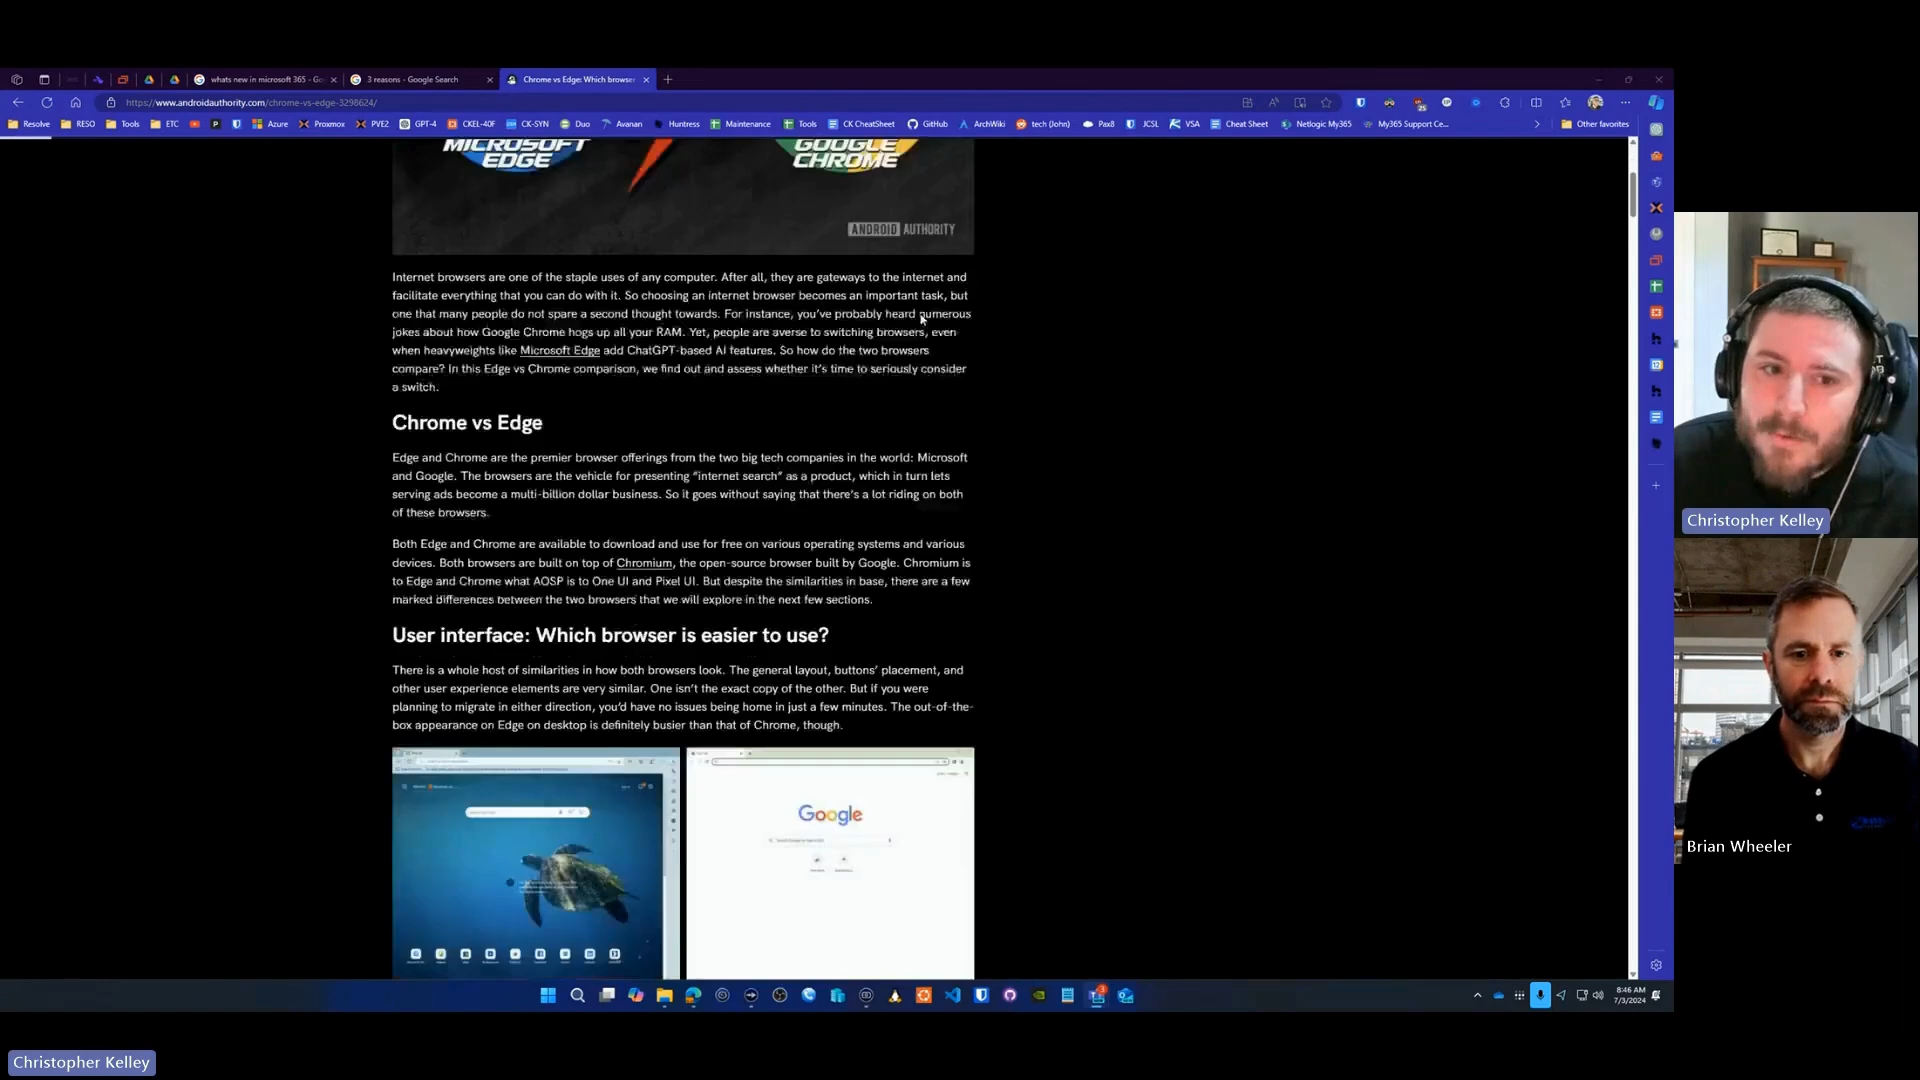 whats new in microsoft 365 - Go
3 reasons - Google Search
Chrome vs Edge: Which browser
https://www.androidauthority.com/chrome-vs-edge-3298624/
Resolve
RESO
Tools
ETC
Azure
Proxmox
PVE2
GPT-4
CKEL-40F
CK-SYN
Duo
Avanan
Huntress
Maintenance
Tools
CK CheatSheet
GitHub
ArchWiki
tech (John)
Pax8
JCSL
VSA
Cheat Sheet
Netlogic My365
My365 Support Ce...
Other favorites
MICROSOFT
EDGE
GOOGLE
CHROME
ANDROID AUTHORITY
Internet browsers are one of the staple uses of any computer. After all, they are gateways to the internet and
facilitate everything that you can do with it. So choosing an internet browser becomes an important task, but
one that many people do not spare a second thought towards. For instance, you've probably heard numerous
jokes about how Google Chrome hogs up all your RAM. Yet, people are averse to switching browsers, even
when heavyweights like Microsoft Edge add ChatGPT-based AI features. So how do the two browsers
compare? In this Edge vs Chrome comparison, we find out and assess whether it's time to seriously consider
a switch.
Chrome vs Edge
Edge and Chrome are the premier browser offerings from the two big tech companies in the world: Microsoft
and Google. The browsers are the vehicle for presenting "internet search" as a product, which in turn lets
serving ads become a multi-billion dollar business. So it goes without saying that there's a lot riding on both
of these browsers.
Both Edge and Chrome are available to download and use for free on various operating systems and various
devices. Both browsers are built on top of Chromium, the open-source browser built by Google. Chromium is
to Edge and Chrome what AOSP is to One UI and Pixel UI. But despite the similarities in base, there are a few
marked differences between the two browsers that we will explore in the next few sections.
User interface: Which browser is easier to use?
There is a whole host of similarities in how both browsers look. The general layout, buttons' placement, and
other user experience elements are very similar. One isn't the exact copy of the other. But if you were
planning to migrate in either direction, you'd have no issues being home in just a few minutes. The out-of-the-
box appearance on Edge on desktop is definitely busier than that of Chrome, though.
Google
8:46 AM
7/3/2024
Christopher Kelley
Brian Wheeler
Christopher Kelley